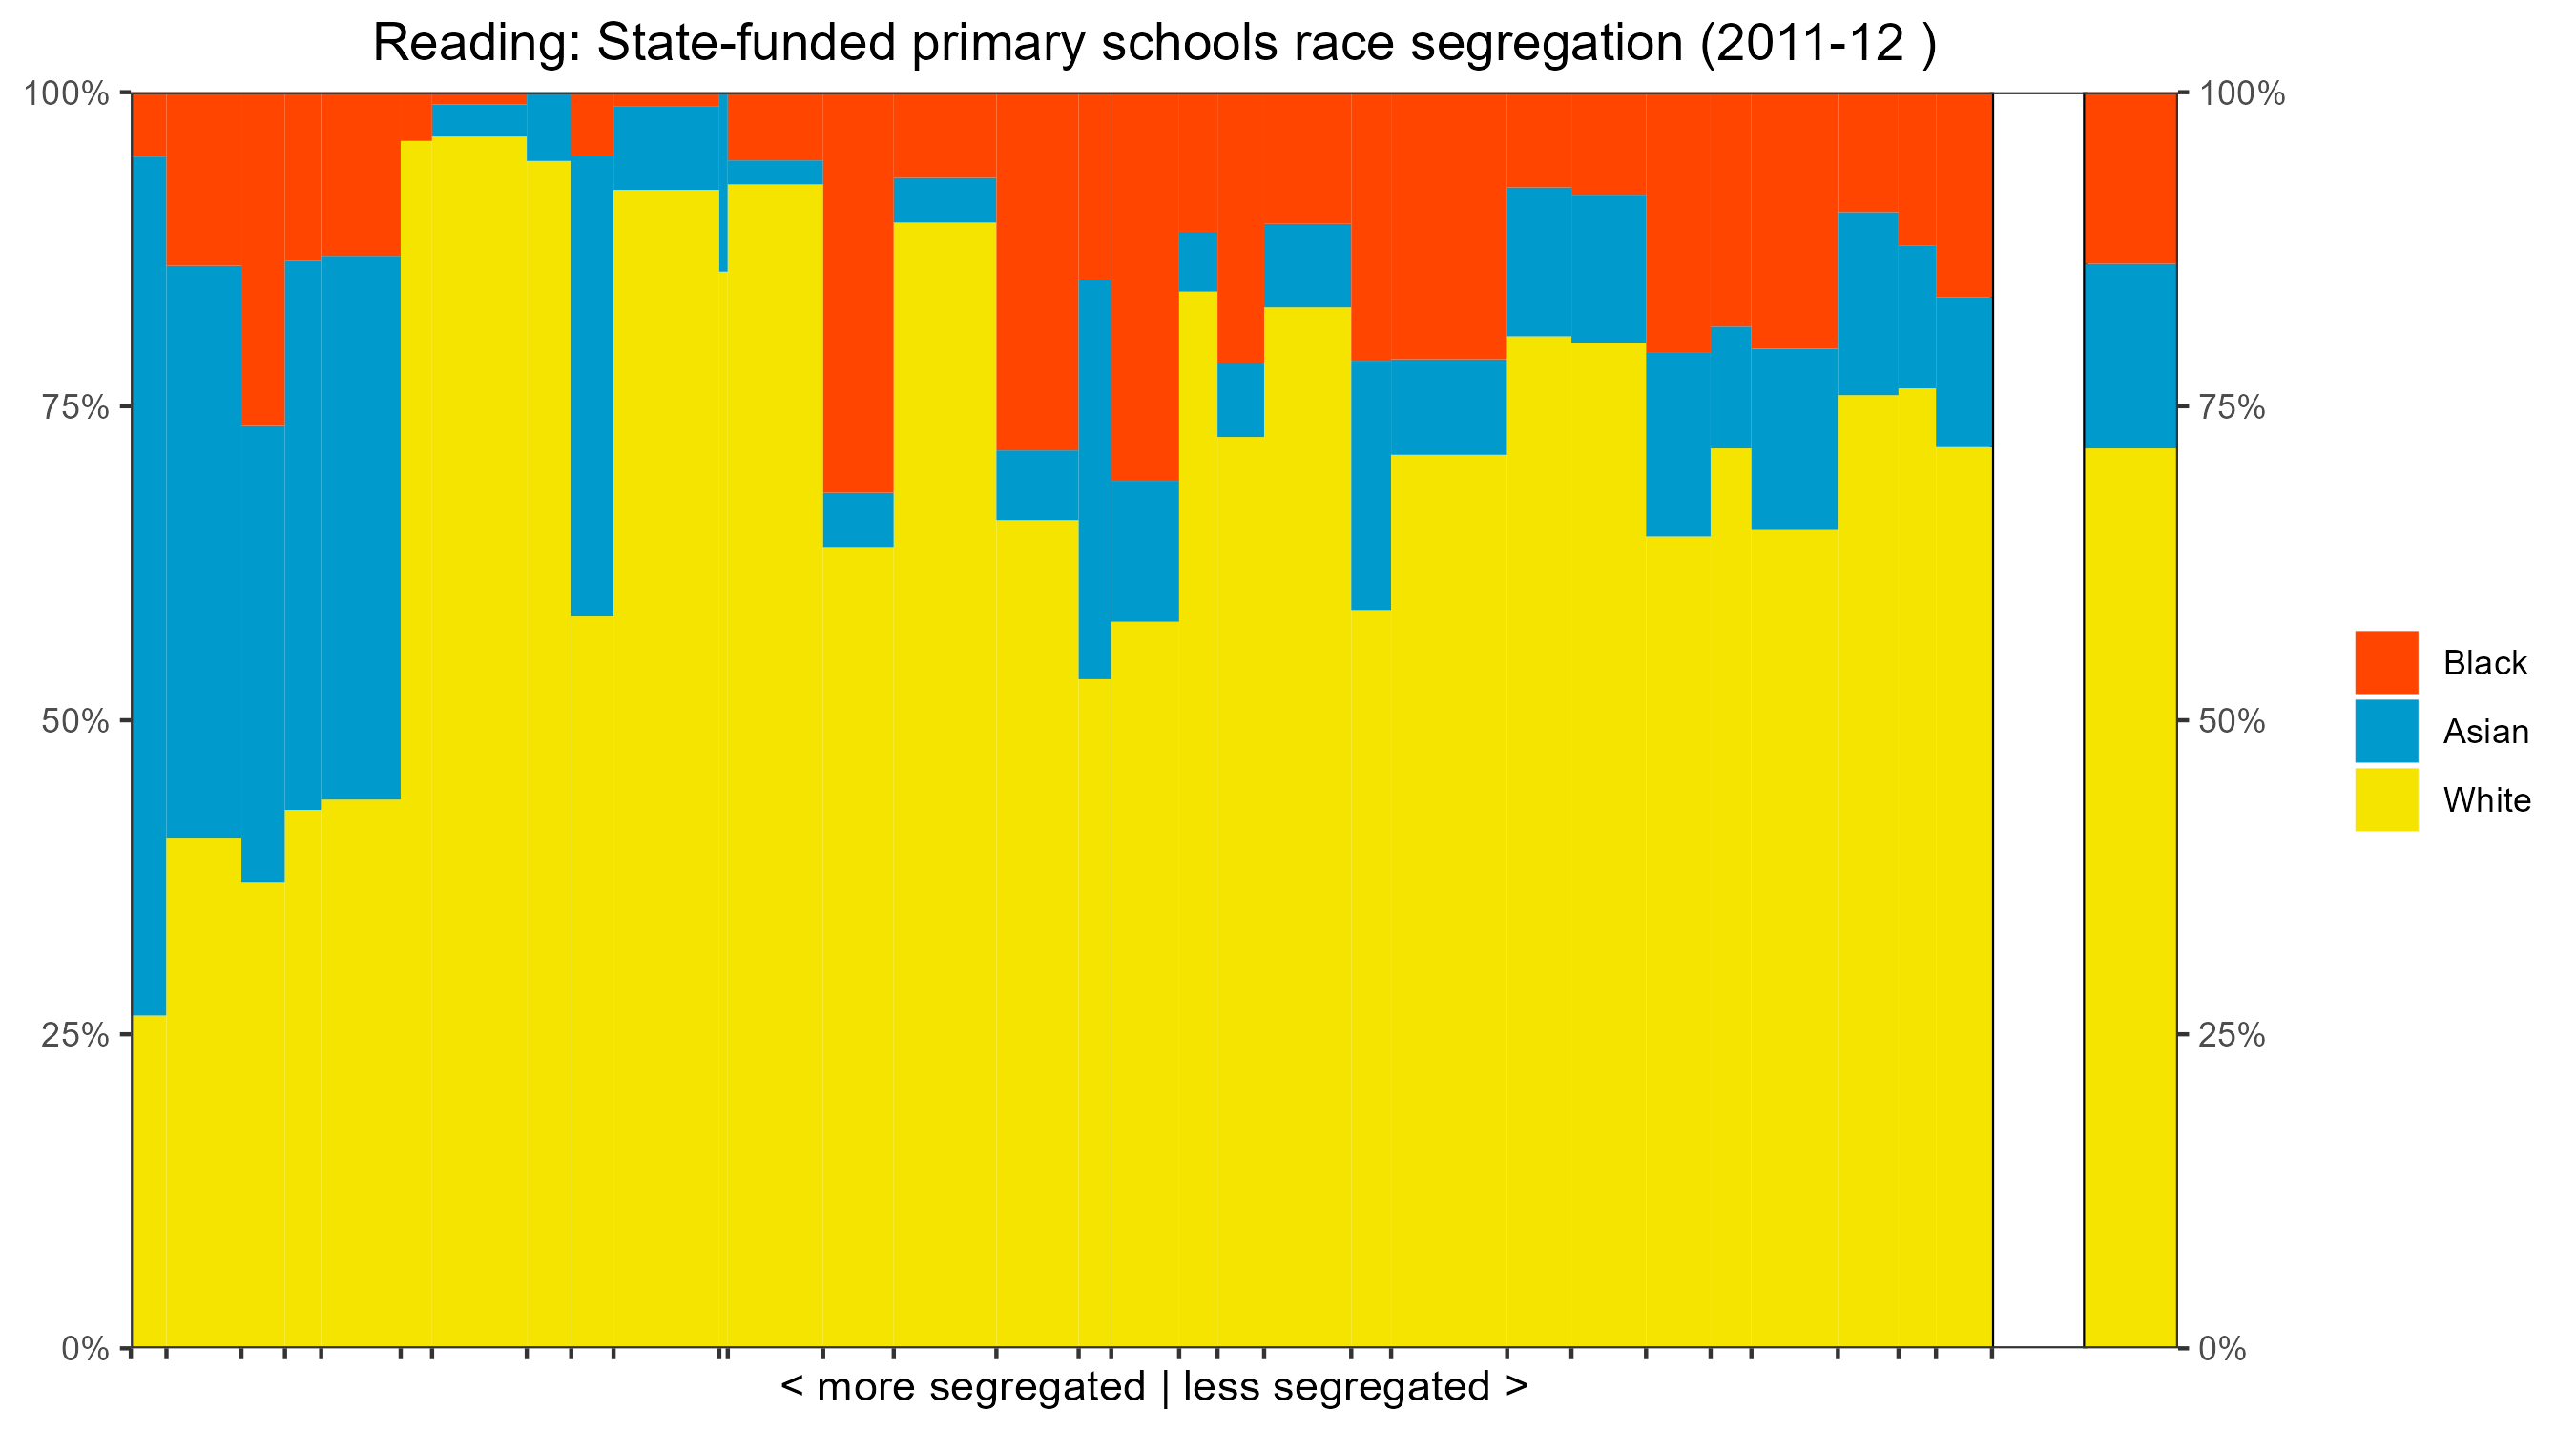 Reading: State-funded primary schools race segregation (2011-12 )
100%
75%
50%
25%
0%
100%
75%
50%
25%
0%
Black
Asian
White
< more segregated | less segregated >